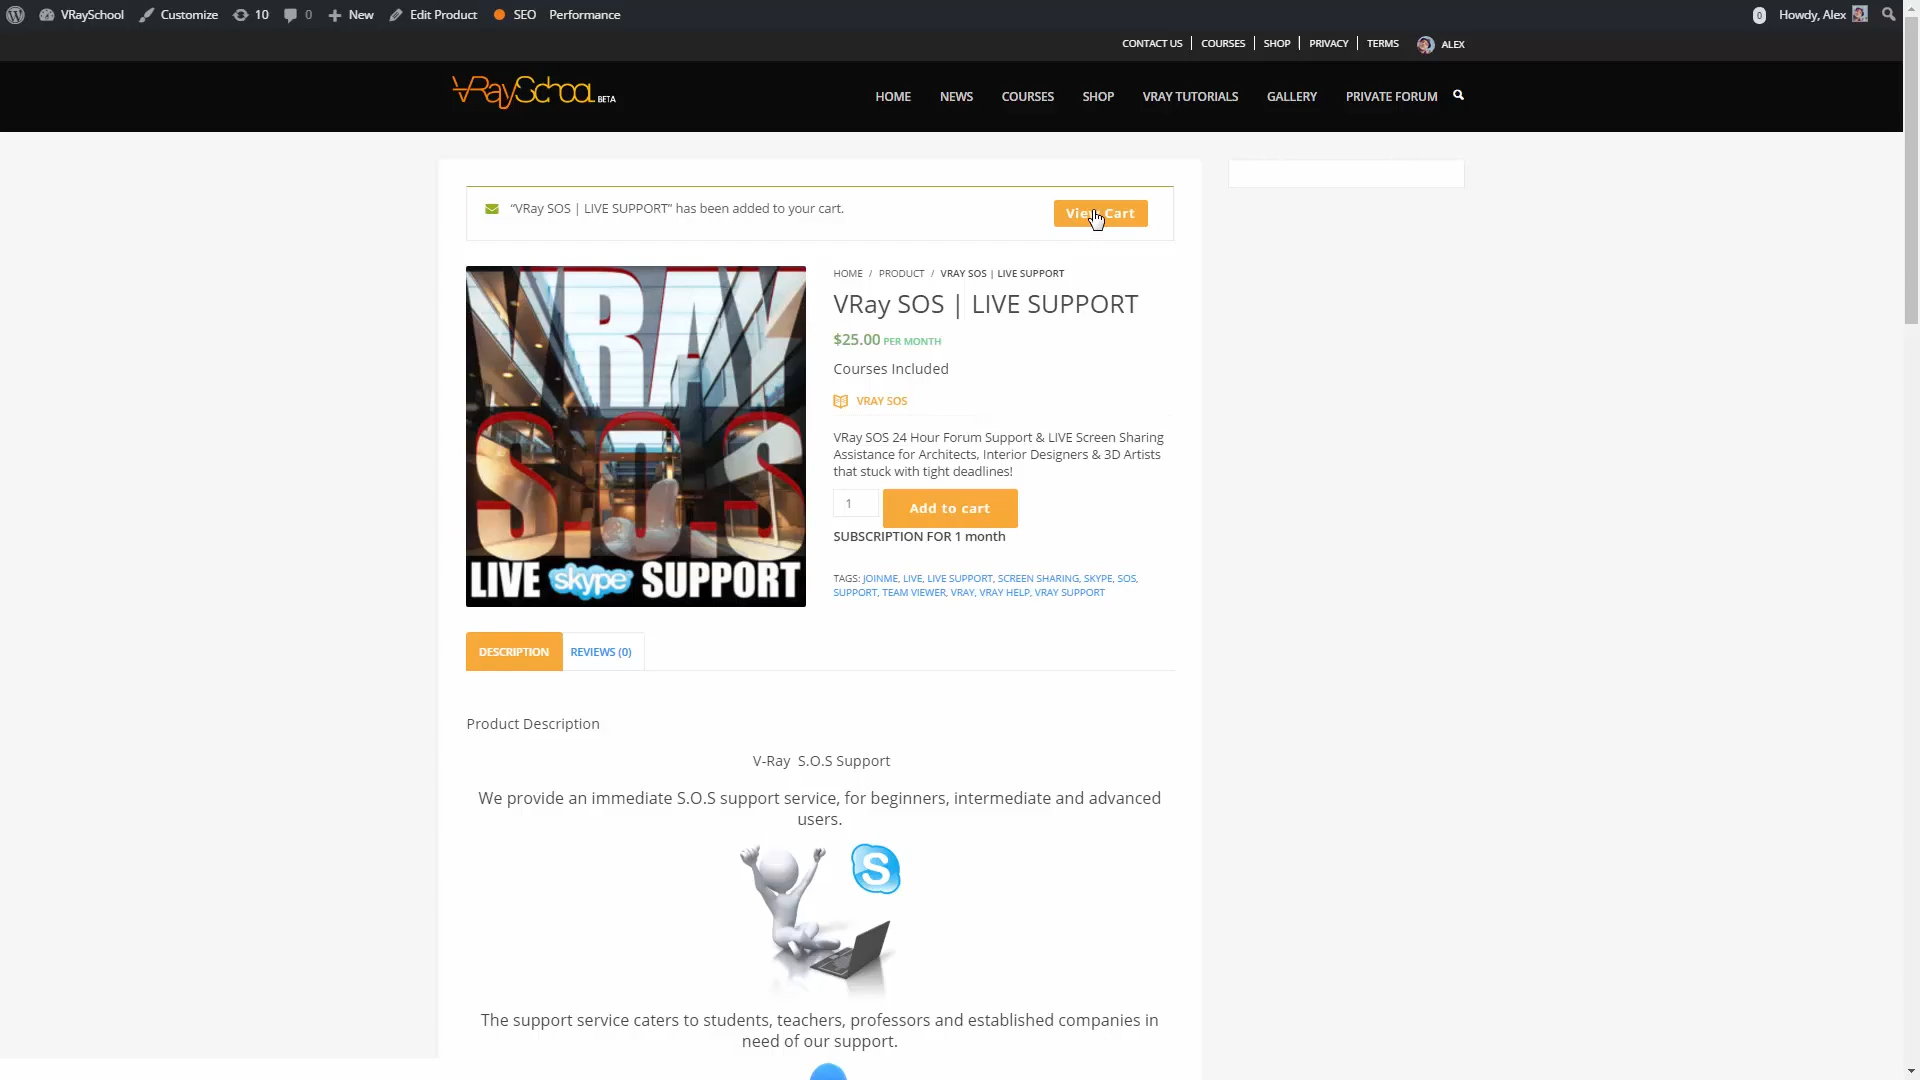 VRaySchool Customize 10 0 New Edit Product SEO Performance 0 Howdy, Alex
CONTACT US COURSES SHOP PRIVACY TERMS ALEX
VRaySchool BETA
HOME NEWS COURSES SHOP VRAY TUTORIALS GALLERY PRIVATE FORUM
“VRay SOS | LIVE SUPPORT” has been added to your cart.
View Cart
VRAY
S.O.S
LIVE skype SUPPORT
HOME / PRODUCT / VRAY SOS | LIVE SUPPORT
VRay SOS | LIVE SUPPORT
$25.00 PER MONTH
Courses Included
VRAY SOS
VRay SOS 24 Hour Forum Support & LIVE Screen Sharing
Assistance for Architects, Interior Designers & 3D Artists
that stuck with tight deadlines!
1 Add to cart
SUBSCRIPTION FOR 1 month
TAGS: JOINME, LIVE, LIVE SUPPORT, SCREEN SHARING, SKYPE, SOS,
SUPPORT, TEAM VIEWER, VRAY, VRAY HELP, VRAY SUPPORT
DESCRIPTION REVIEWS (0)
Product Description
V-Ray S.O.S Support
We provide an immediate S.O.S support service, for beginners, intermediate and advanced
users.
S
The support service caters to students, teachers, professors and established companies in
need of our support.